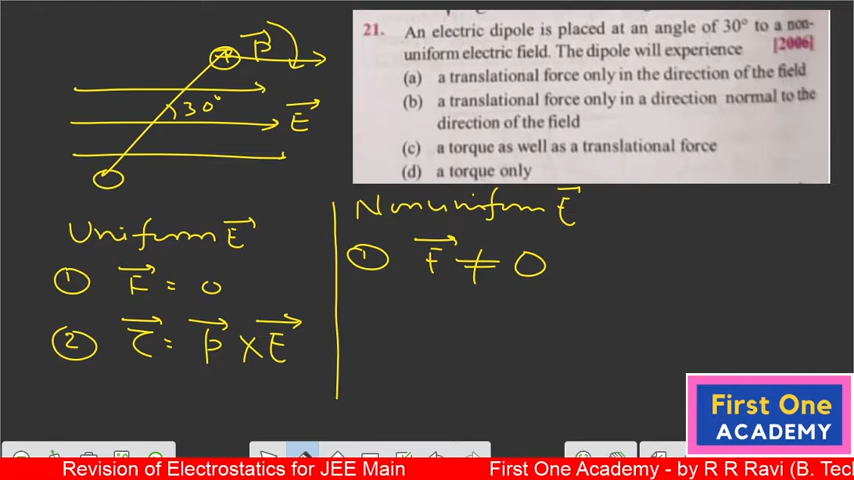 P
30°
E
21. An electric dipole is placed at an angle of 30° to a non-
uniform electric field. The dipole will experience [2006]
(a) a translational force only in the direction of the field
(b) a translational force only in a direction normal to the
direction of the field
(c) a torque as well as a translational force
(d) a torque only
Uniform E
① F = 0
② τ = p × E
Nonuniform E
① F ≠ 0
First One
ACADEMY
Revision of Electrostatics for JEE Main
First One Academy - by R R Ravi (B. Tech